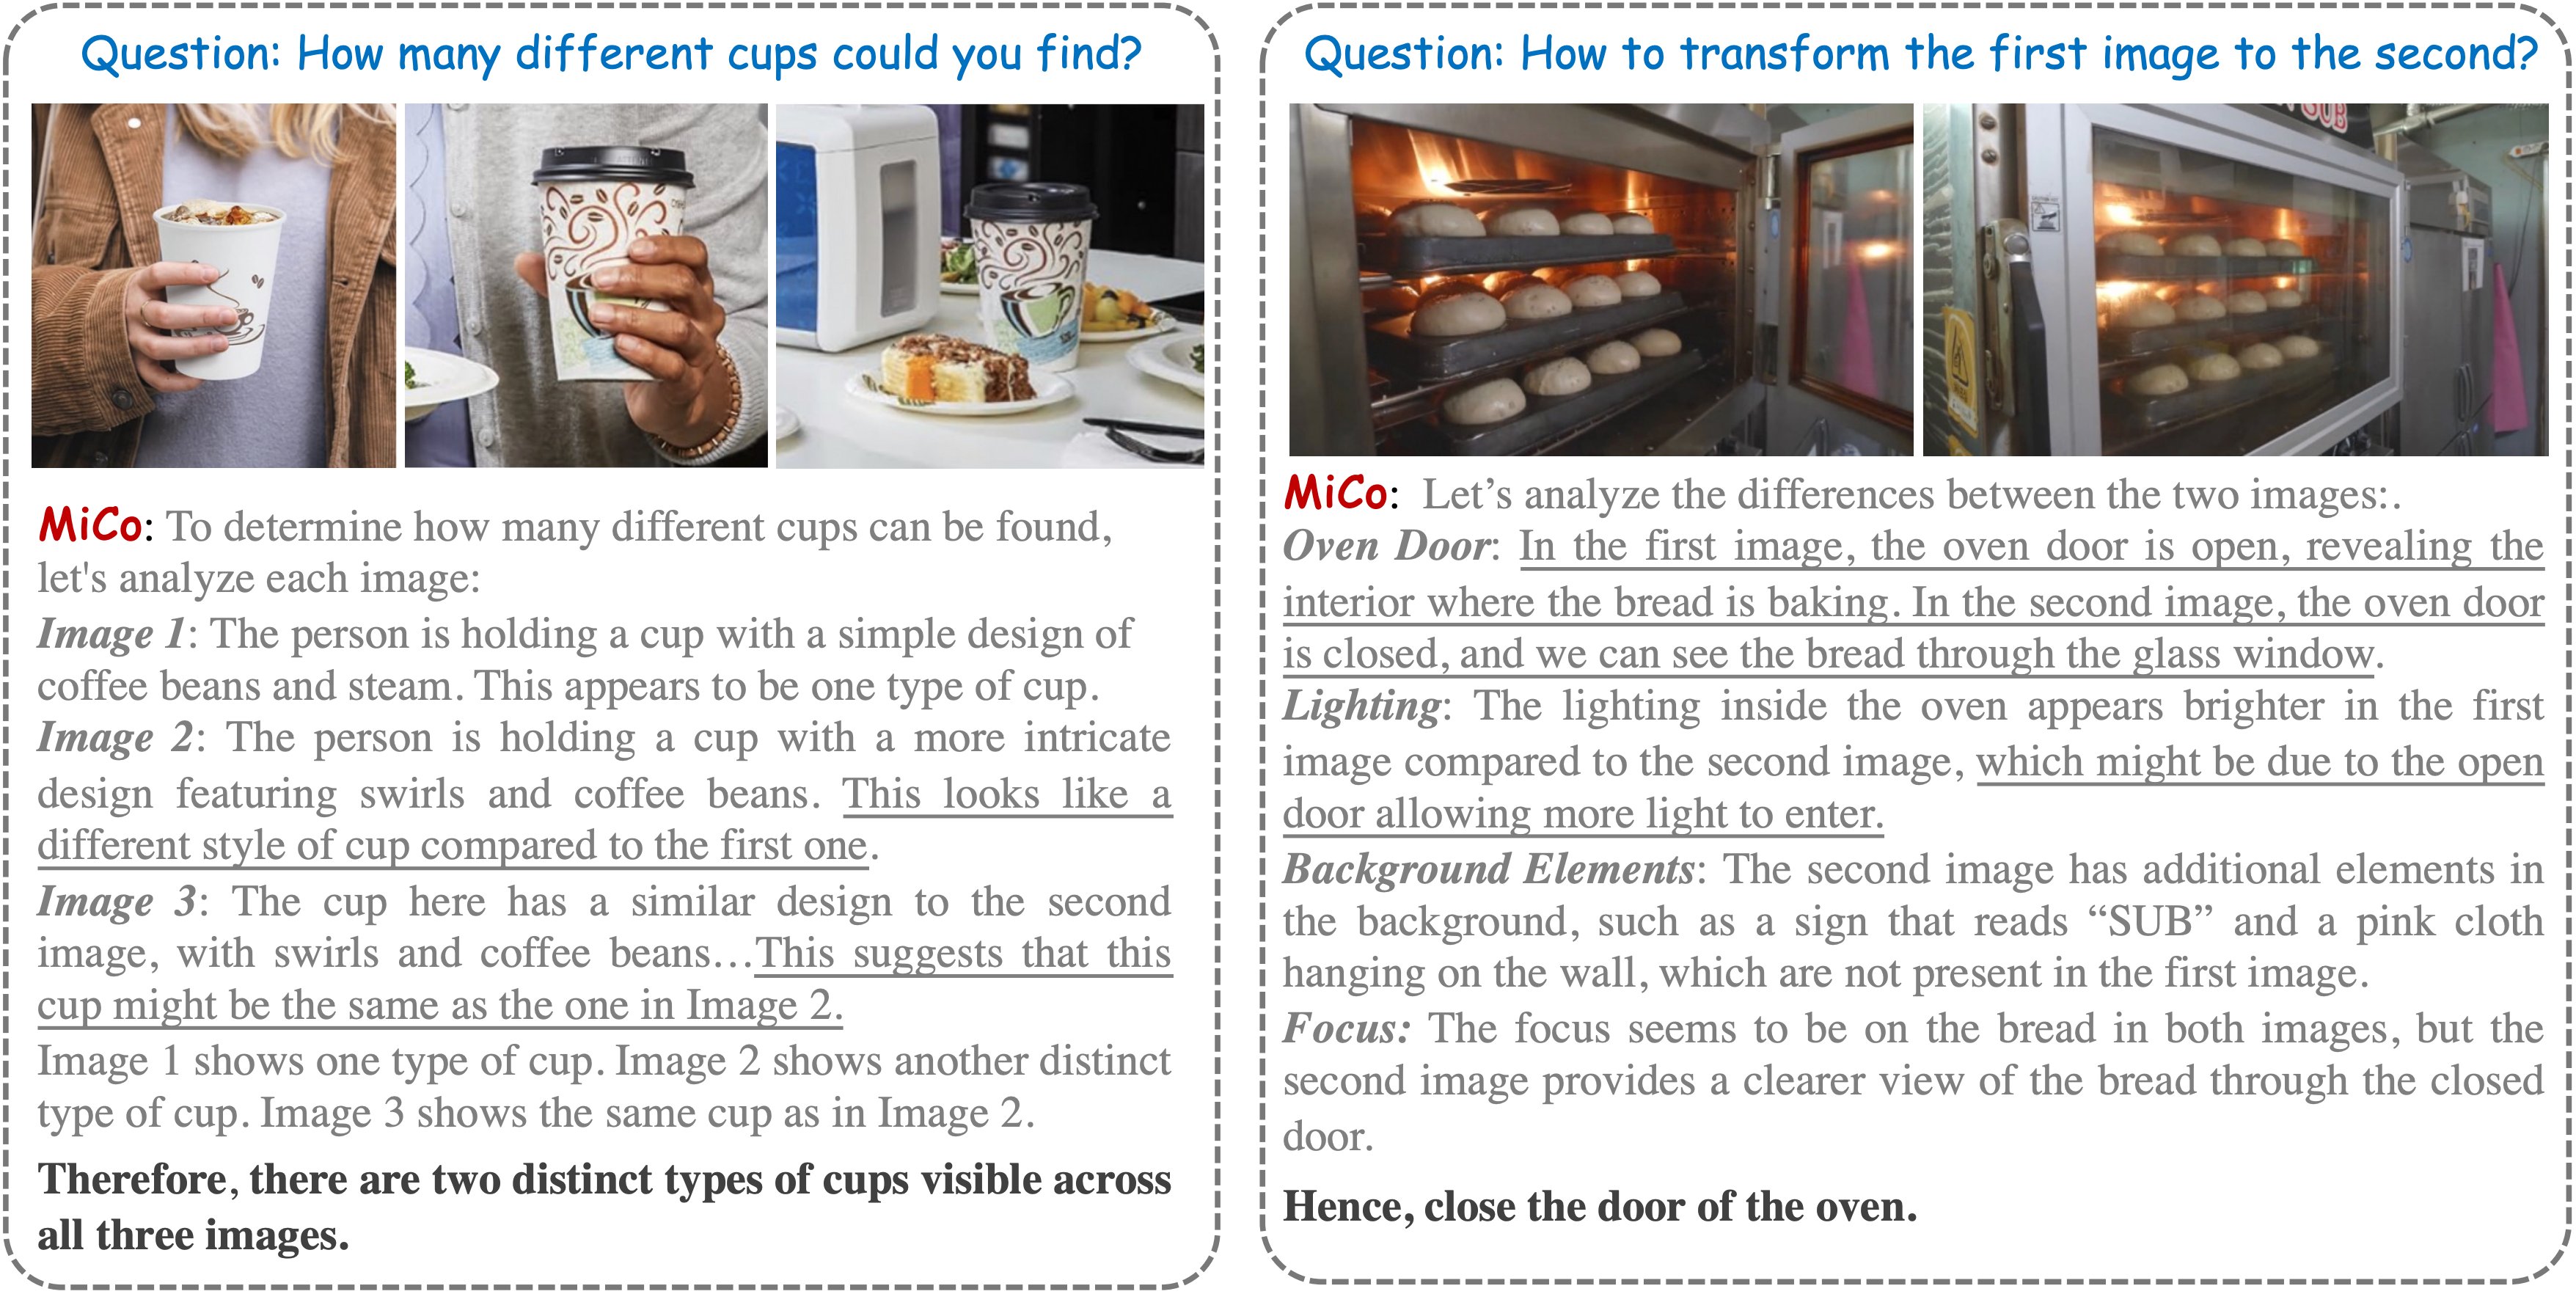 Question: How many different cups could you find?
MiCo: To determine how many different cups can be found,
let's analyze each image:
Image 1: The person is holding a cup with a simple design of
coffee beans and steam. This appears to be one type of cup.
Image 2: The person is holding a cup with a more intricate
design featuring swirls and coffee beans. This looks like a
different style of cup compared to the first one.
Image 3: The cup here has a similar design to the second
image, with swirls and coffee beans…This suggests that this
cup might be the same as the one in Image 2.
Image 1 shows one type of cup. Image 2 shows another distinct
type of cup. Image 3 shows the same cup as in Image 2.
Therefore, there are two distinct types of cups visible across
all three images.
Question: How to transform the first image to the second?
SUB
MiCo: Let’s analyze the differences between the two images:.
Oven Door: In the first image, the oven door is open, revealing the
interior where the bread is baking. In the second image, the oven door
is closed, and we can see the bread through the glass window.
Lighting: The lighting inside the oven appears brighter in the first
image compared to the second image, which might be due to the open
door allowing more light to enter.
Background Elements: The second image has additional elements in
the background, such as a sign that reads “SUB” and a pink cloth
hanging on the wall, which are not present in the first image.
Focus: The focus seems to be on the bread in both images, but the
second image provides a clearer view of the bread through the closed
door.
Hence, close the door of the oven.